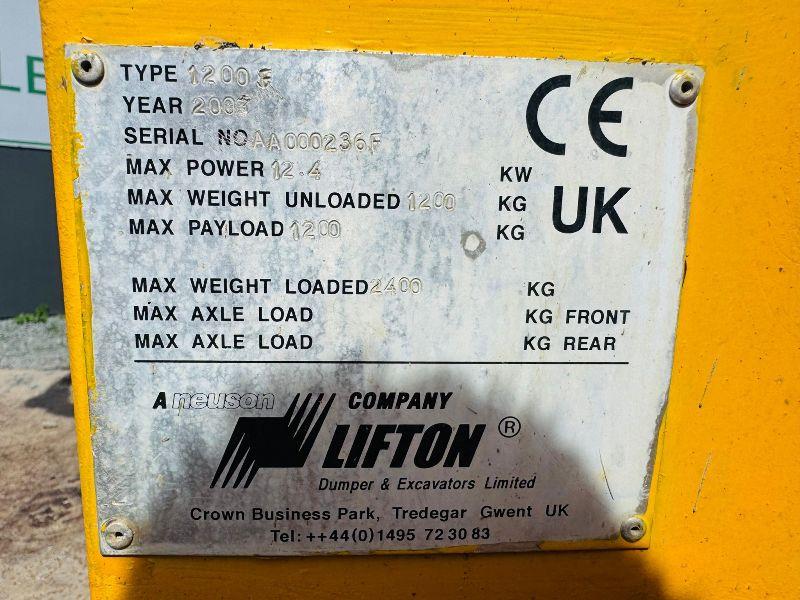 LE
TYPE 1200 S
YEAR 2003
SERIAL NO AA000236F
MAX POWER 12.4 KW
MAX WEIGHT UNLOADED 1200 KG
MAX PAYLOAD 1200 KG
CE
UK
MAX WEIGHT LOADED 2400 KG
MAX AXLE LOAD KG FRONT
MAX AXLE LOAD KG REAR
A neuson COMPANY
LIFTON ®
Dumper & Excavators Limited
Crown Business Park, Tredegar Gwent UK
Tel: ++44(0)1495 72 30 83